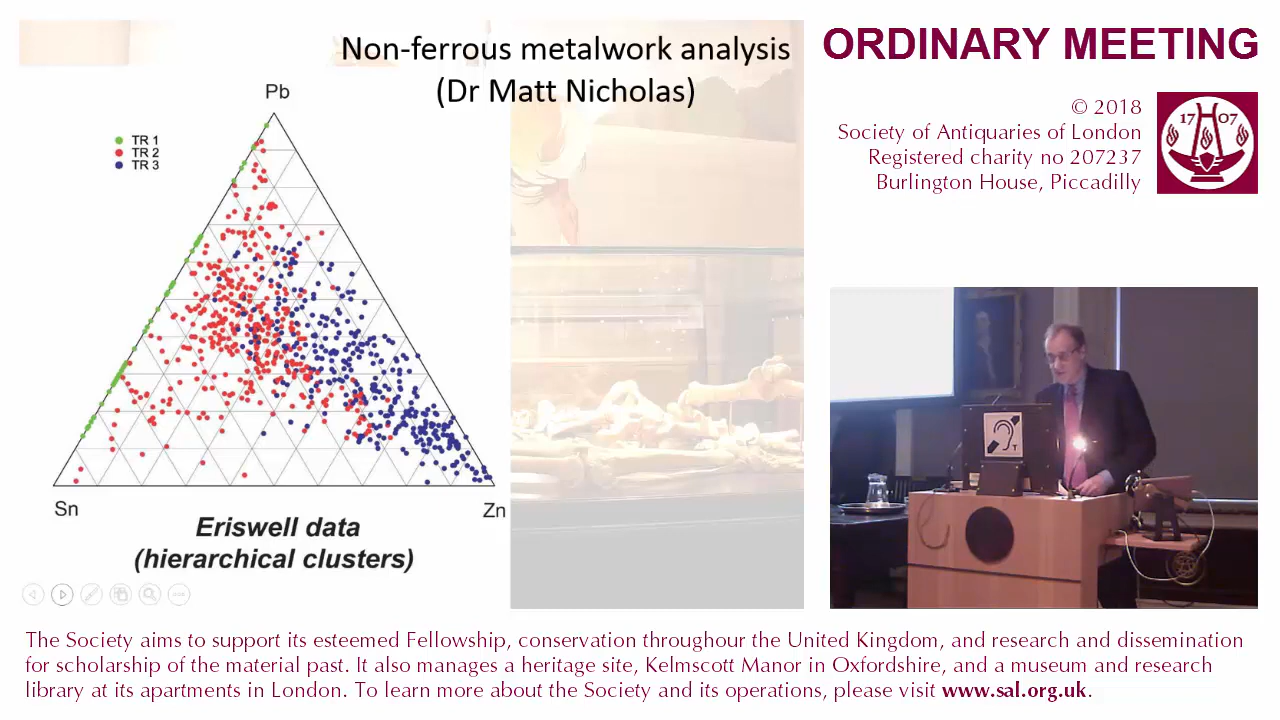 Non-ferrous metalwork analysis
(Dr Matt Nicholas)
Pb
TR 1
TR 2
TR 3
Sn
Zn
Eriswell data
(hierarchical clusters)
ORDINARY MEETING
© 2018
Society of Antiquaries of London
Registered charity no 207237
Burlington House, Piccadilly
17 07
T
The Society aims to support its esteemed Fellowship, conservation throughour the United Kingdom, and research and dissemination
for scholarship of the material past. It also manages a heritage site, Kelmscott Manor in Oxfordshire, and a museum and research
library at its apartments in London. To learn more about the Society and its operations, please visit www.sal.org.uk.